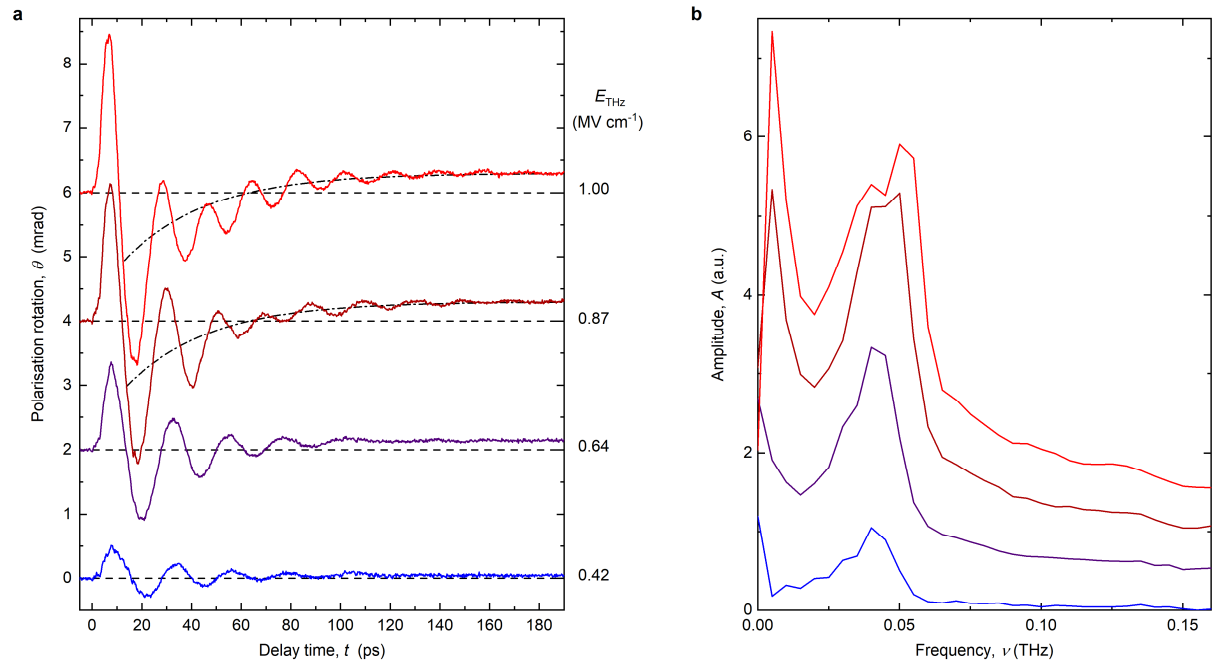 a
b
8
7
6
5
4
3
2
1
0
Polarisation rotation, θ (mrad)
0 20 40 60 80 100 120 140 160 180
Delay time, t (ps)
E_THz
(MV cm⁻¹)
1.00
0.87
0.64
0.42
6
4
2
0
Amplitude, A (a.u.)
0.00 0.05 0.10 0.15
Frequency, ν (THz)